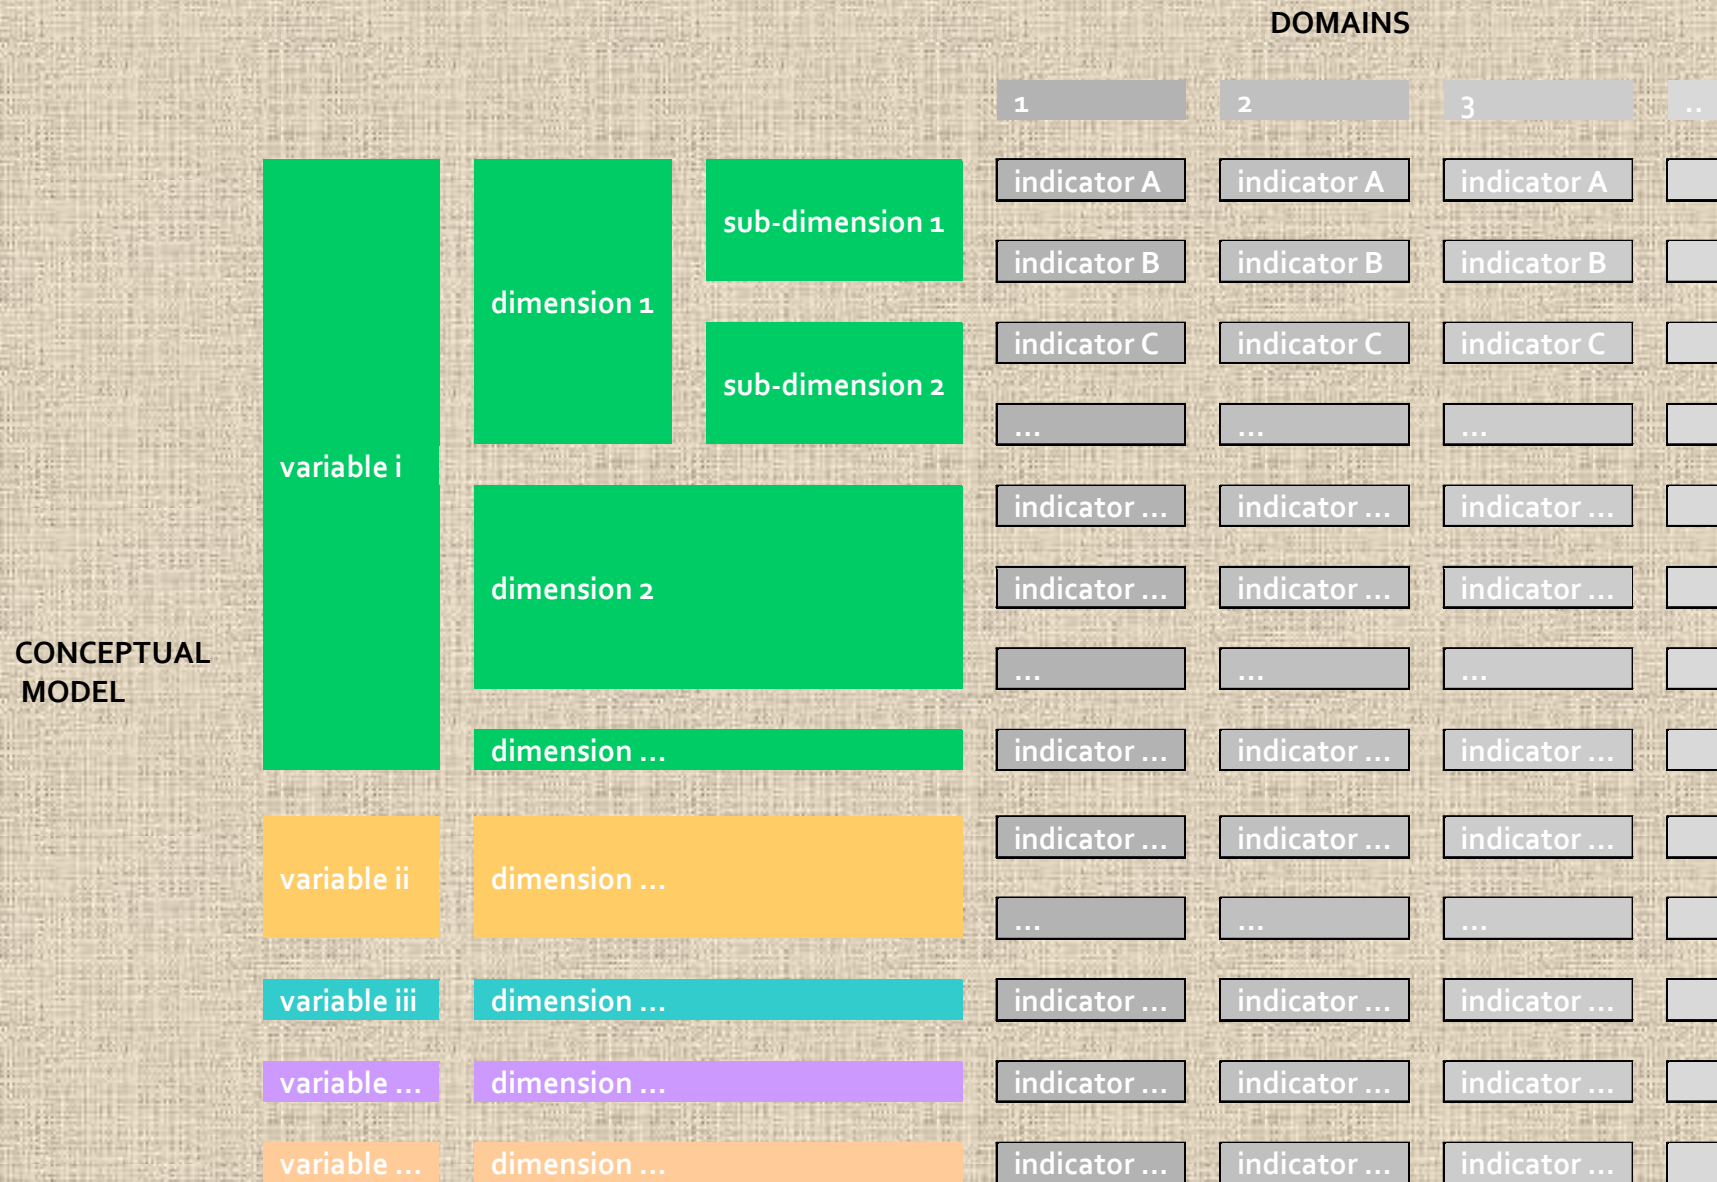 DOMAINS
1 2 3 ..
indicator A indicator A indicator A
sub-dimension 1
indicator B indicator B indicator B
dimension 1
indicator C indicator C indicator C
sub-dimension 2
... ... ...
variable i
indicator ... indicator ... indicator ...
dimension 2 indicator ... indicator ... indicator ...
CONCEPTUAL
MODEL
... ... ...
dimension ... indicator ... indicator ... indicator ...
indicator ... indicator ... indicator ...
variable ii dimension ...
... ... ...
variable iii dimension ... indicator ... indicator ... indicator ...
variable ... dimension ... indicator ... indicator ... indicator ...
variable ... dimension ... indicator ... indicator ... indicator ...